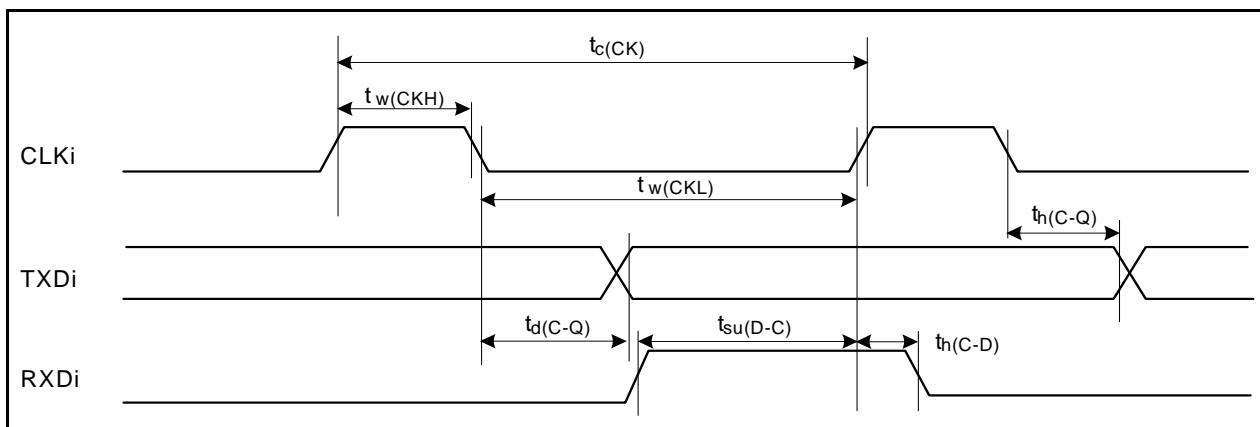 tc(CK)
tw(CKH)
CLKi
tw(CKL)
th(C-Q)
TXDi
td(C-Q)
tsu(D-C)
th(C-D)
RXDi